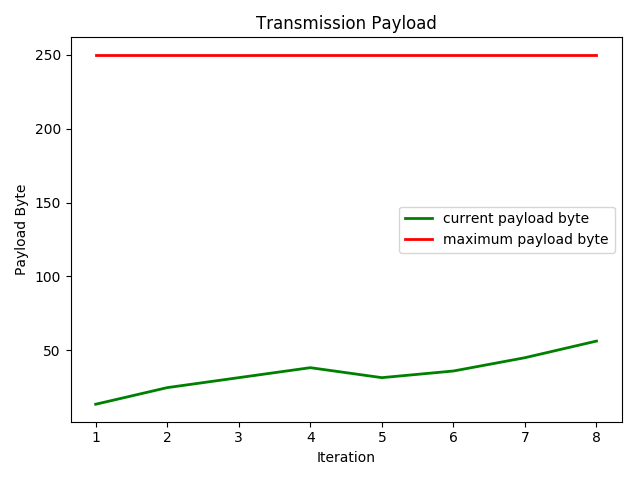 Transmission Payload
250
200
150
100
50
Payload Byte
current payload byte
maximum payload byte
1 2 3 4 5 6 7 8
Iteration